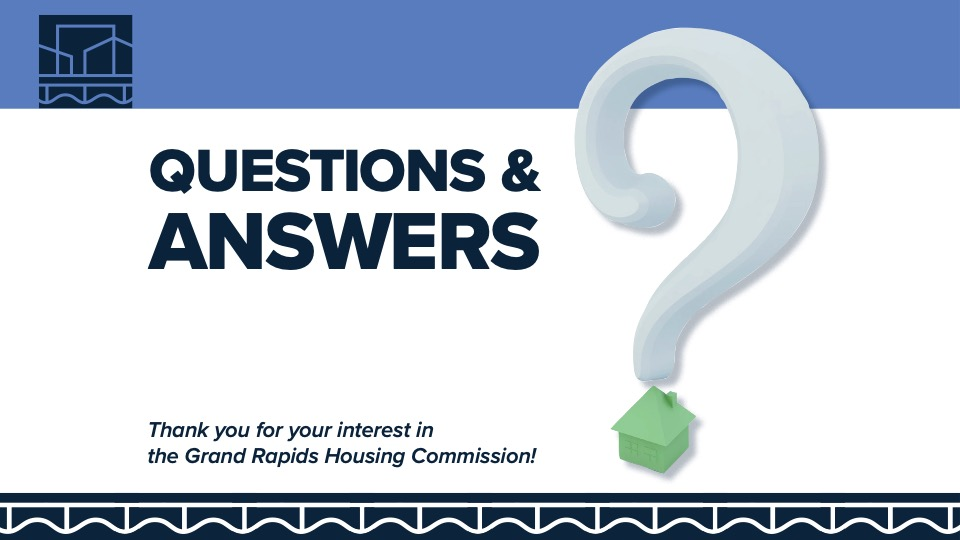 QUESTIONS &
ANSWERS
Thank you for your interest in
the Grand Rapids Housing Commission!